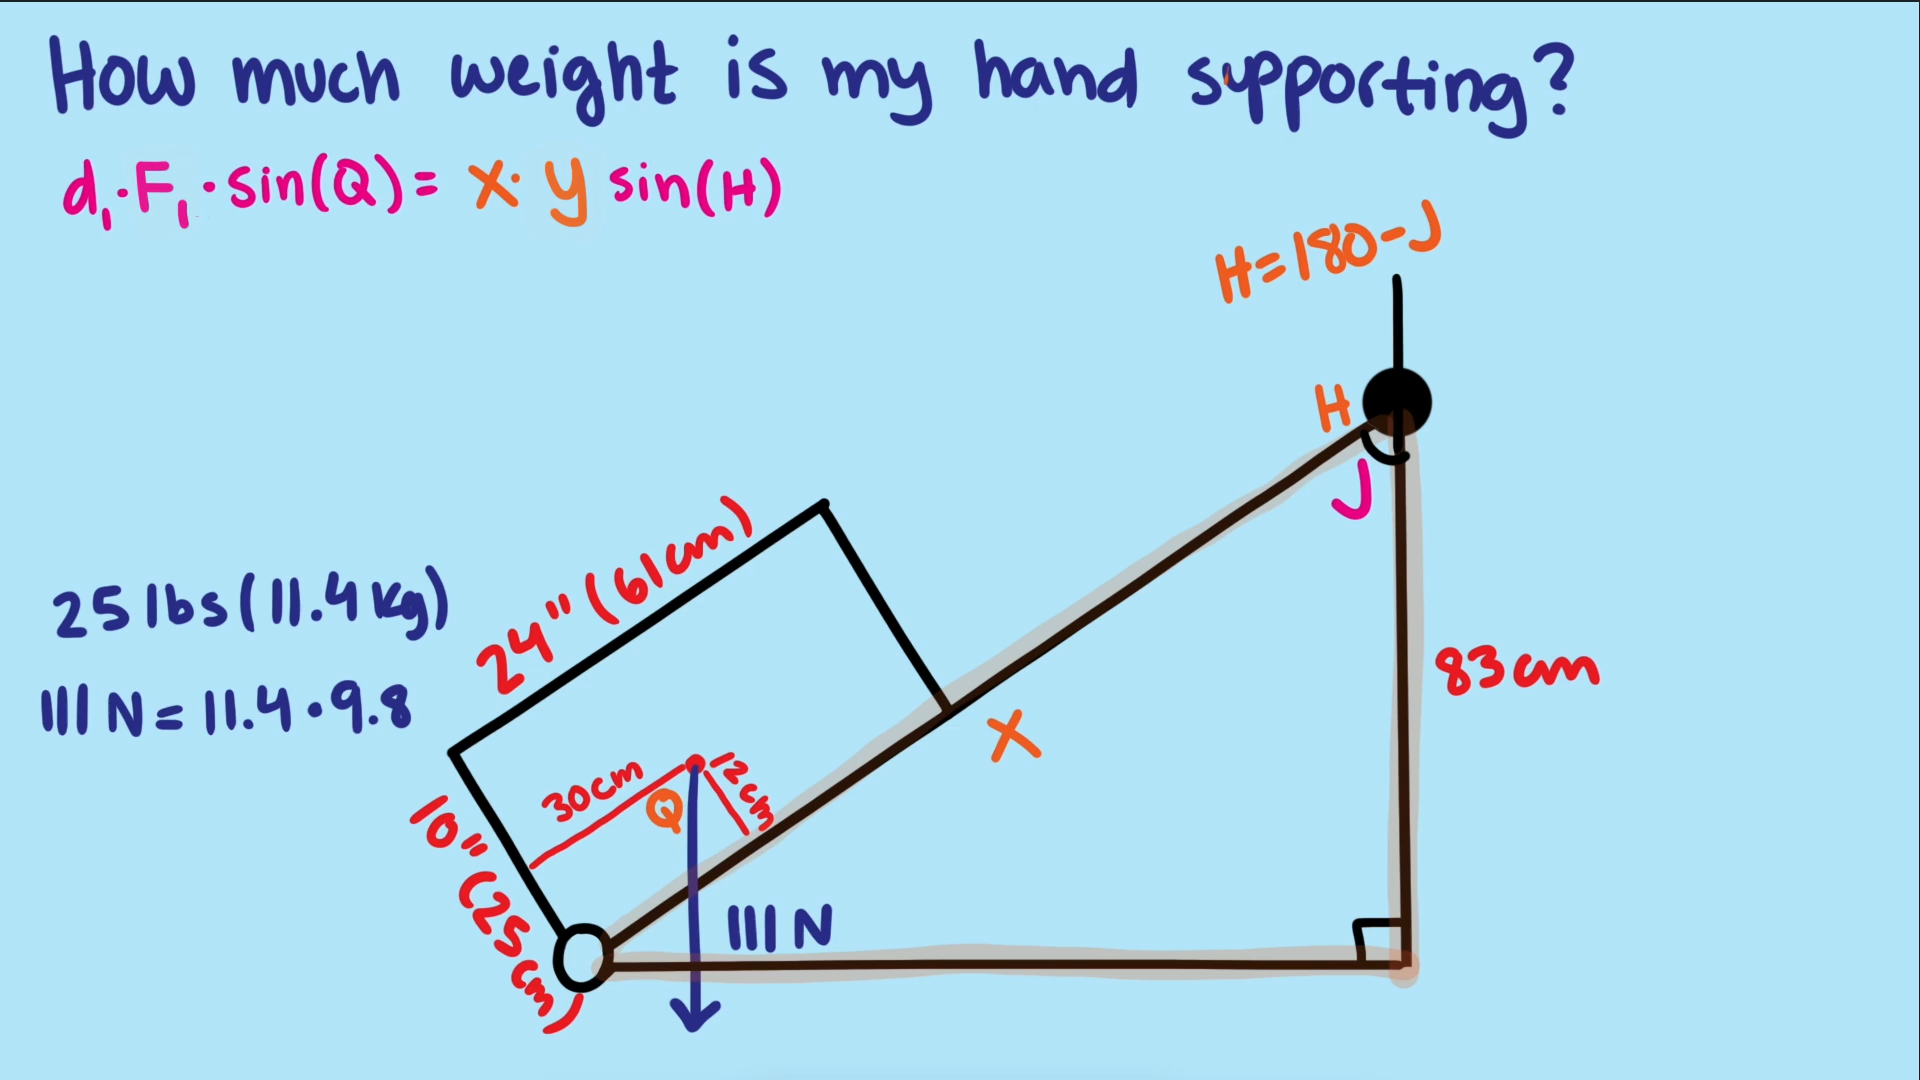 How much weight is my hand supporting?
d₁·F₁·sin(Q)= x· y sin(H)
H=180-J
H
J
24" (61cm)
25 lbs (11.4 kg)
111 N = 11.4 • 9.8
83cm
X
30cm
Q
12cm
10" (25cm)
111 N